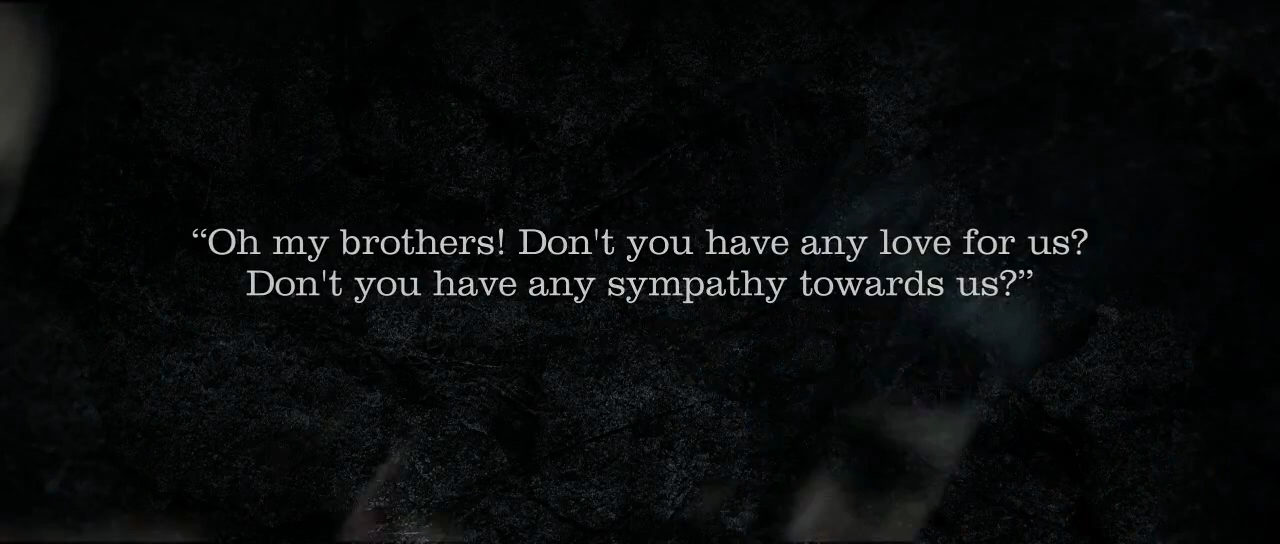 “Oh my brothers! Don't you have any love for us?
Don't you have any sympathy towards us?”